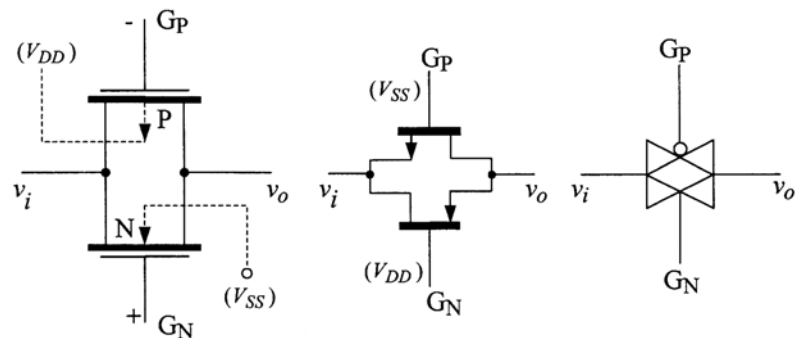 - G_P
(V_DD)
P
v_i
v_o
N
(V_SS)
+ G_N
G_P
(V_SS)
v_i
v_o
(V_DD)
G_N
G_P
v_i
v_o
G_N